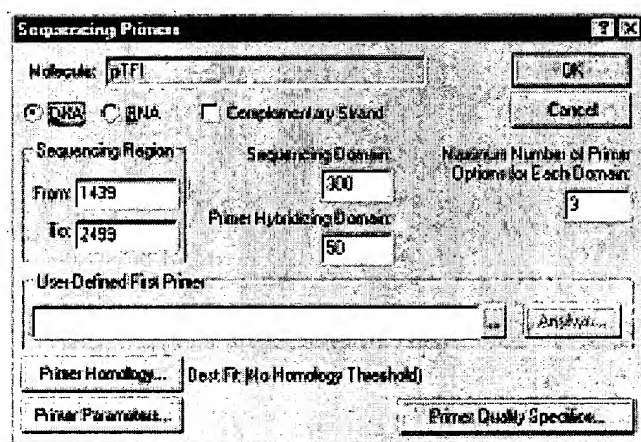 Sequencing Primers
Molecule: pTFI
OK
DNA RNA Complementary Strand
Cancel
Sequencing Region
From: 1439
To: 2499
Sequencing Domain:
300
Primer Hybridizing Domain:
50
Maximum Number of Primer
Options for Each Domain:
User-Defined First Primer
...
Analyze...
Primer Homology... Best Fit (No Homology Threshold)
Primer Parameters...
Primer Quality Specifics...